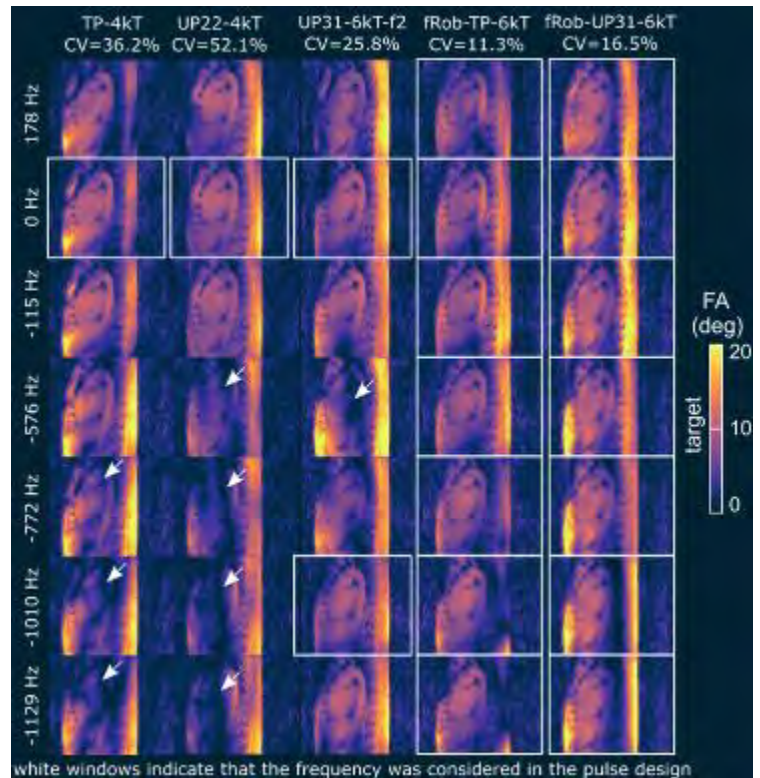 TP-4kT UP22-4kT UP31-6kT-f2 fRob-TP-6kT fRob-UP31-6kT
CV=36.2% CV=52.1% CV=25.8% CV=11.3% CV=16.5%
178 Hz
0 Hz
-115 Hz
-576 Hz
-772 Hz
-1010 Hz
-1129 Hz
FA
(deg)
20
target
10
0
white windows indicate that the frequency was considered in the pulse design